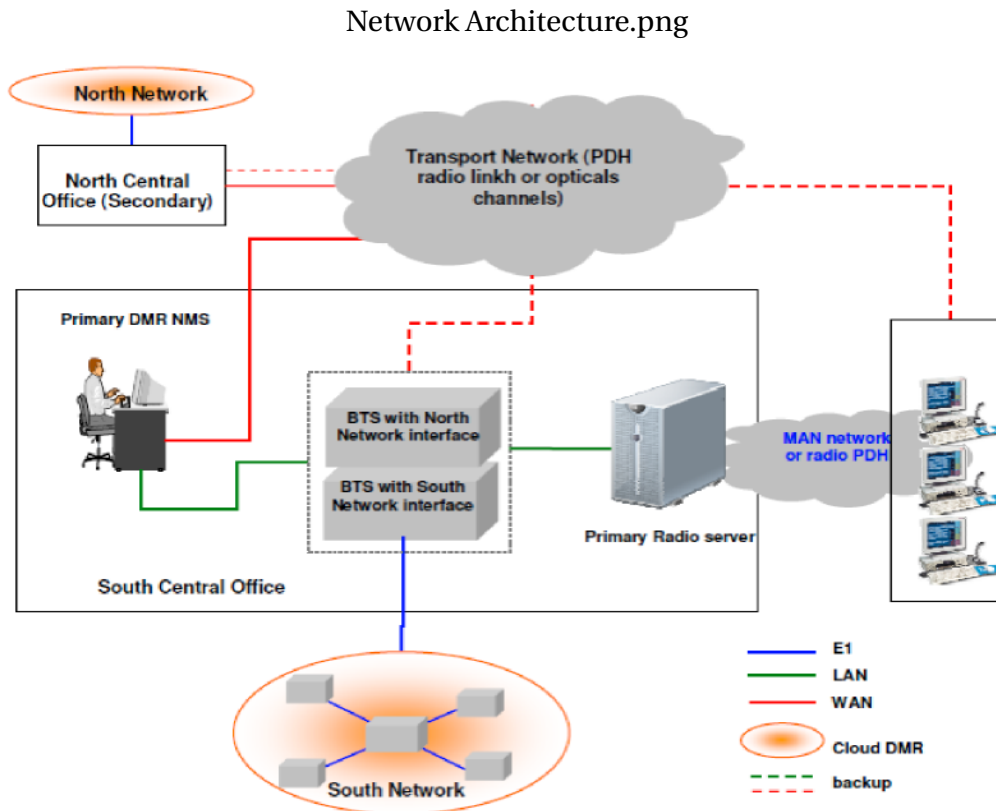 Network Architecture.png
North Network
North Central
Office (Secondary)
Transport Network (PDH
radio linkh or opticals
channels)
Primary DMR NMS
BTS with North
Network interface
BTS with South
Network interface
MAN network
or radio PDH
Primary Radio server
South Central Office
South Network
E1
LAN
WAN
Cloud DMR
backup